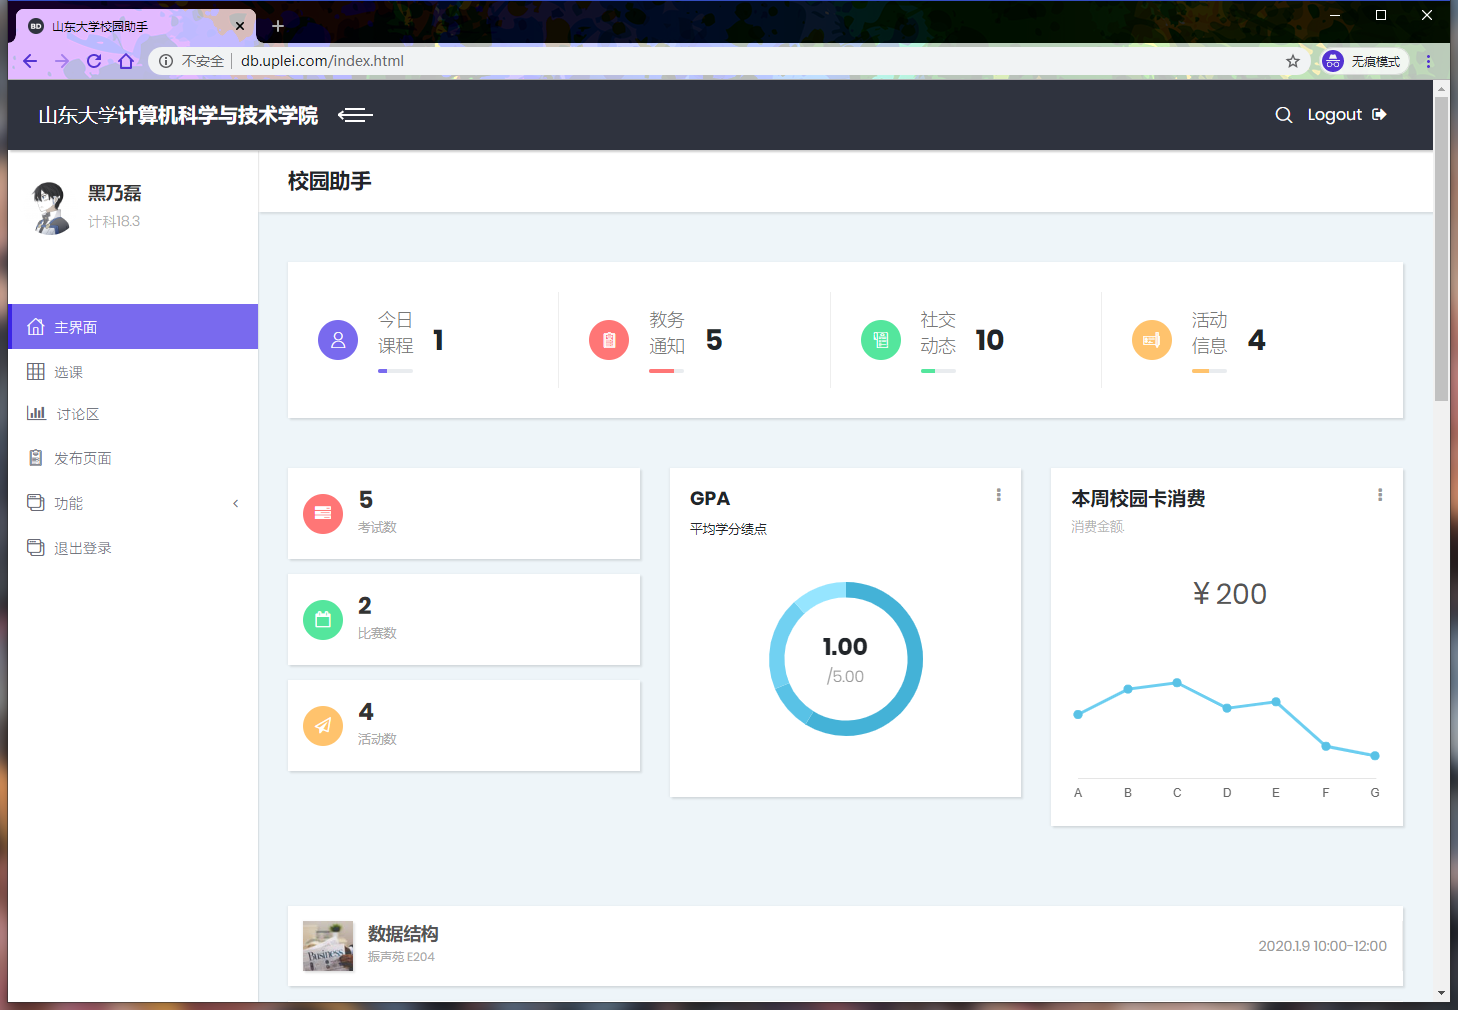 BD 山东大学校园助手
不安全 db.uplei.com/index.html 无痕模式
山东大学计算机科学与技术学院 Logout
黑乃磊
计科18.3
主界面
选课
讨论区
发布页面
功能
退出登录
校园助手
今日
课程 1
教务
通知 5
社交
动态 10
活动
信息 4
5
考试数
2
比赛数
4
活动数
GPA
平均学分绩点
1.00
/5.00
本周校园卡消费
消费金额.
¥ 200
A B C D E F G
Business
数据结构
振声苑 E204
2020.1.9 10:00-12:00